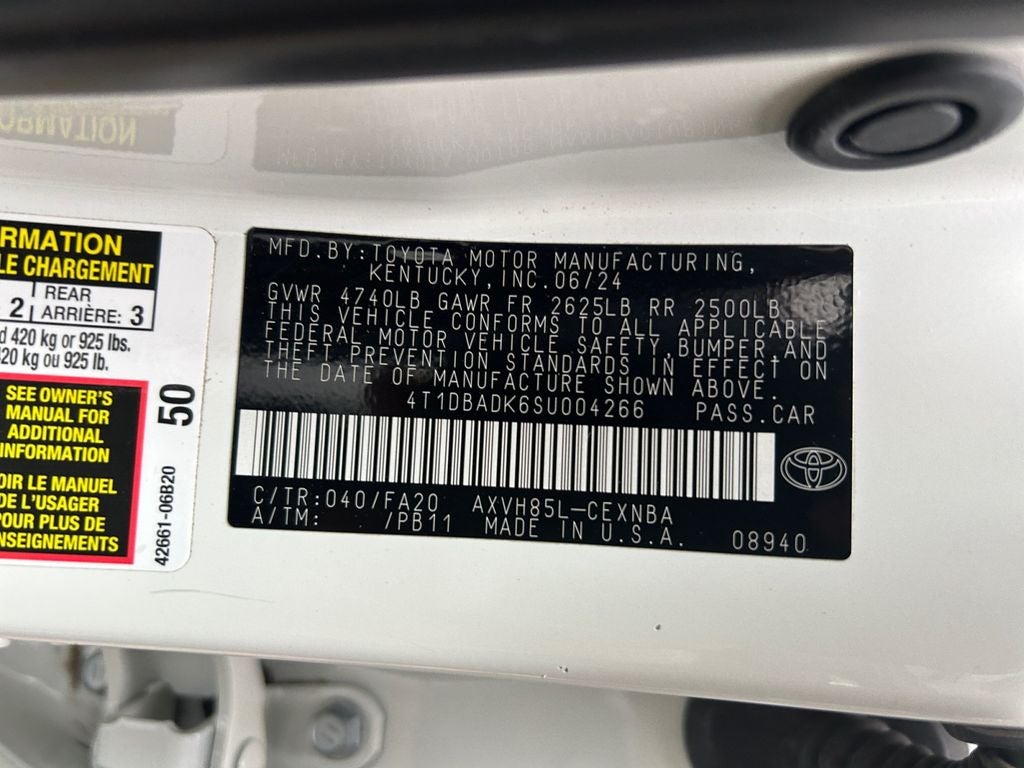 RMATION
LE CHARGEMENT
2 REAR
ARRIÈRE: 3
d 420 kg or 925 lbs.
20 kg ou 925 lb.
SEE OWNER'S
MANUAL FOR
ADDITIONAL
INFORMATION
OIR LE MANUEL
DE L'USAGER
POUR PLUS DE
NSEIGNEMENTS
50
42661-06B20
MFD.BY:TOYOTA MOTOR MANUFACTURING,
KENTUCKY, INC. 06/24
GVWR 4740LB GAWR FR 2625LB RR 2500LB
THIS VEHICLE CONFORMS TO ALL APPLICABLE
FEDERAL MOTOR VEHICLE SAFETY, BUMPER, AND
THEFT PREVENTION STANDARDS IN EFFECT ON
THE DATE OF MANUFACTURE SHOWN ABOVE.
4T1DBADK6SU004266 PASS.CAR
C/TR:040/FA20 AXVH85L-CEXNBA
A/TM: /PB11 MADE IN U.S.A. 08940